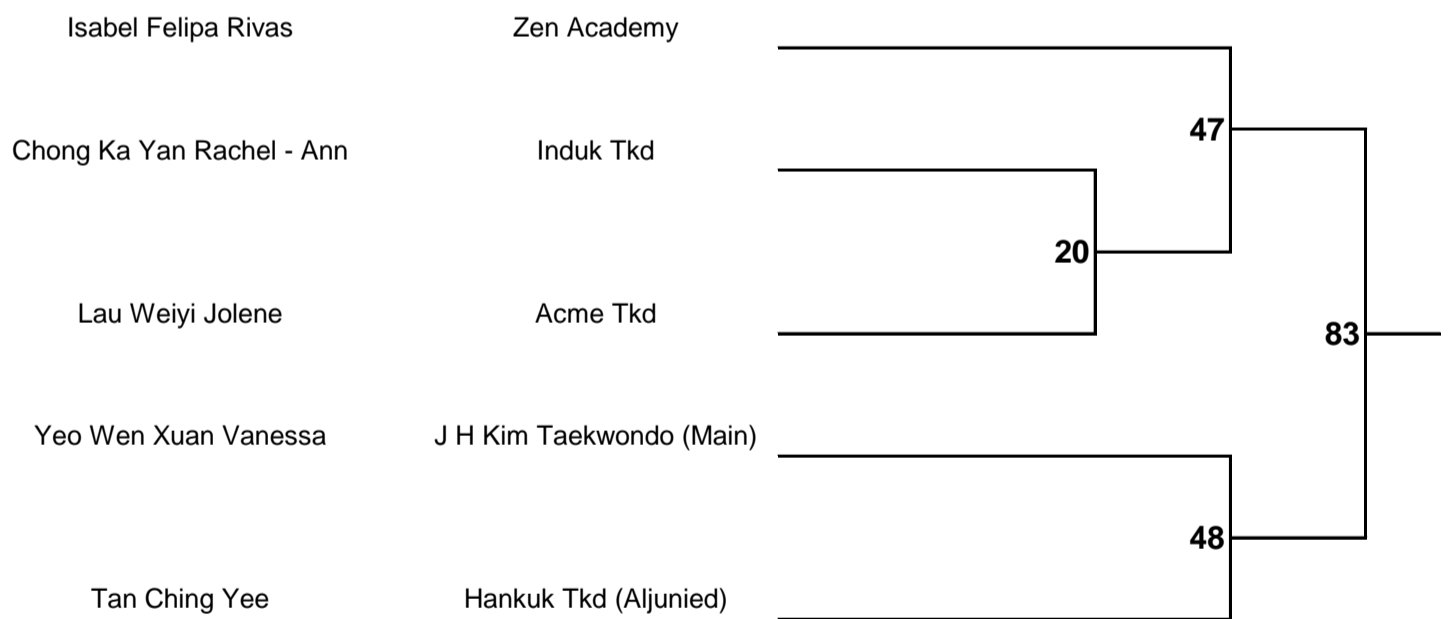 Isabel Felipa Rivas Zen Academy
47
Chong Ka Yan Rachel - Ann Induk Tkd
20
Lau Weiyi Jolene Acme Tkd
83
Yeo Wen Xuan Vanessa J H Kim Taekwondo (Main)
48
Tan Ching Yee Hankuk Tkd (Aljunied)